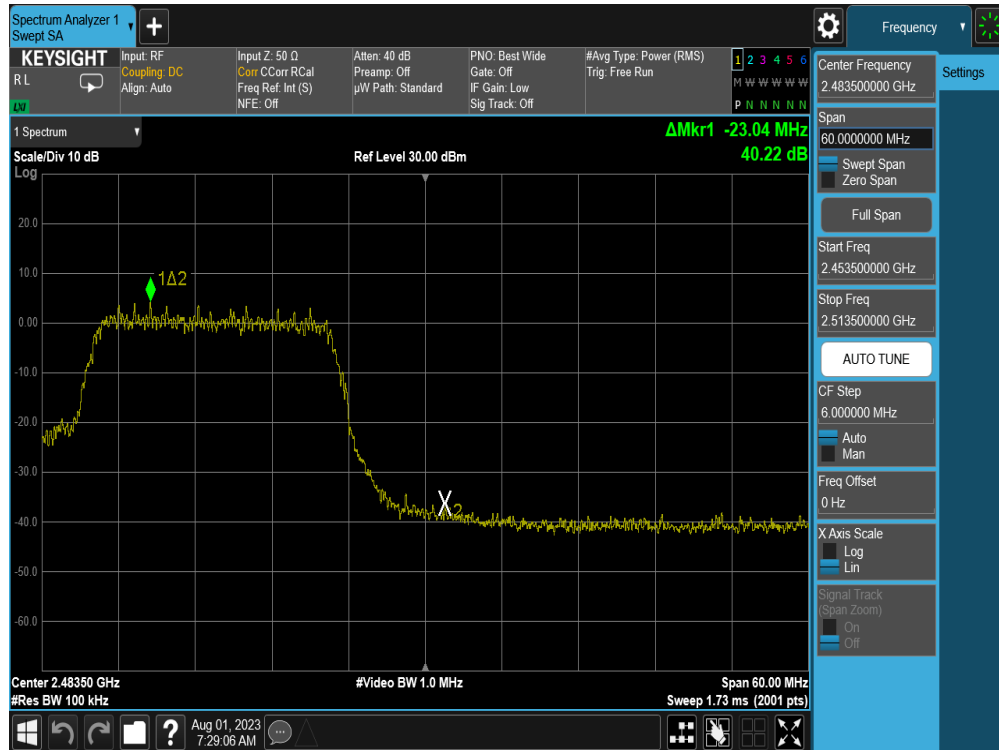 Spectrum Analyzer 1
Swept SA
Frequency
KEYSIGHT
R L
LXI
Input: RF
Coupling: DC
Align: Auto
Input Z: 50 Ω
Corr CCorr RCal
Freq Ref: Int (S)
NFE: Off
Atten: 40 dB
Preamp: Off
µW Path: Standard
PNO: Best Wide
Gate: Off
IF Gain: Low
Sig Track: Off
#Avg Type: Power (RMS)
Trig: Free Run
1 2 3 4 5 6
M W W W W W
P N N N N N
1 Spectrum
Scale/Div 10 dB
Log
Ref Level 30.00 dBm
ΔMkr1 -23.04 MHz
40.22 dB
20.0
10.0
0.00
-10.0
-20.0
-30.0
-40.0
-50.0
-60.0
1Δ2
X2
Center 2.48350 GHz
#Res BW 100 kHz
#Video BW 1.0 MHz
Span 60.00 MHz
Sweep 1.73 ms (2001 pts)
Aug 01, 2023
7:29:06 AM
Center Frequency
2.483500000 GHz
Settings
Span
60.0000000 MHz
Swept Span
Zero Span
Full Span
Start Freq
2.453500000 GHz
Stop Freq
2.513500000 GHz
AUTO TUNE
CF Step
6.000000 MHz
Auto
Man
Freq Offset
0 Hz
X Axis Scale
Log
Lin
Signal Track
(Span Zoom)
On
Off